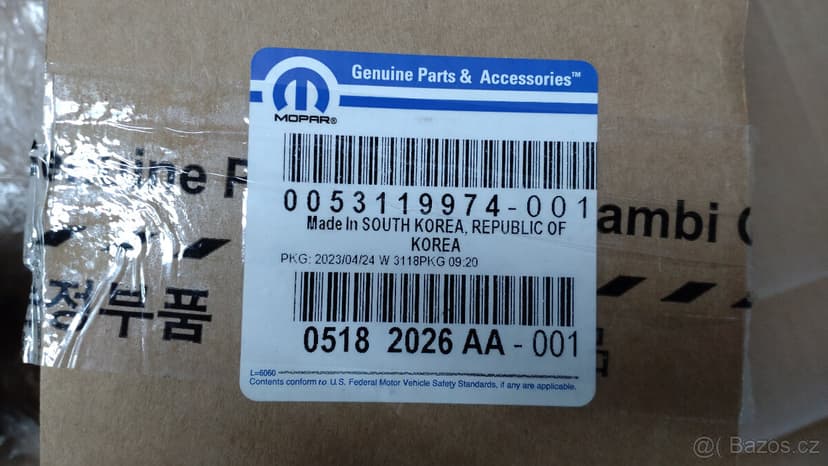 Genuine Parts & Accessories™
MOPAR®
0053119974-001
Made In SOUTH KOREA, REPUBLIC OF
KOREA
PKG: 2023/04/24 W 3118PKG 09:20
0518 2026 AA - 001
L=6060
Contents conform to U.S. Federal Motor Vehicle Safety Standards, if any are applicable.
ambi
정부품
@( Bazos.cz